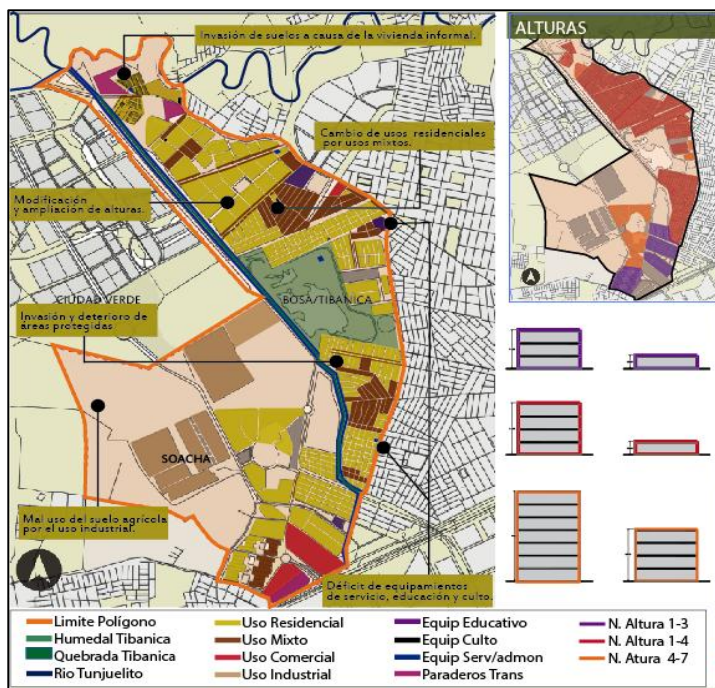 Invasión de suelos a causa de la vivienda informal.
ALTURAS
Cambio de usos residenciales
por usos mixtos.
Modificación
y ampliación de alturas.
CIUDAD VERDE
BOSA/TIBANICA
Invasión y deterioro de
áreas protegidas
SOACHA
Mal uso del suelo agrícola
por el uso industrial.
Déficit de equipamientos
de servicio, educación y culto.
Limite Polígono
Humedal Tibanica
Quebrada Tibanica
Rio Tunjuelito
Uso Residencial
Uso Mixto
Uso Comercial
Uso Industrial
Equip Educativo
Equip Culto
Equip Serv/admon
Paraderos Trans
N. Altura 1-3
N. Altura 1-4
N. Atura 4-7